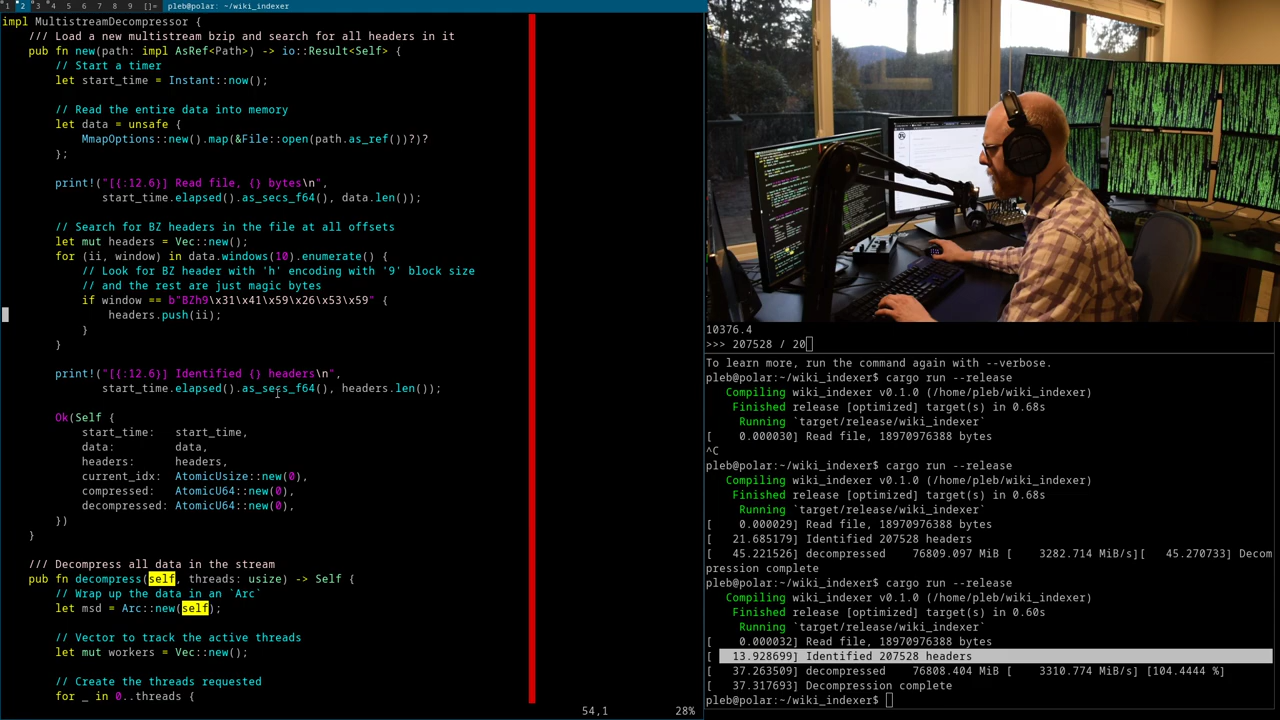 1 2 3 4 5 6 7 8 9 []= pleb@polar: ~/wiki_indexer
impl MultistreamDecompressor {
/// Load a new multistream bzip and search for all headers in it
pub fn new(path: impl AsRef<Path>) -> io::Result<Self> {
// Start a timer
let start_time = Instant::now();
// Read the entire data into memory
let data = unsafe {
MmapOptions::new().map(&File::open(path.as_ref())?)?
};
print!("[{:12.6}] Read file, {} bytes\n",
start_time.elapsed().as_secs_f64(), data.len());
// Search for BZ headers in the file at all offsets
let mut headers = Vec::new();
for (ii, window) in data.windows(10).enumerate() {
// Look for BZ header with 'h' encoding with '9' block size
// and the rest are just magic bytes
if window == b"BZh9\x31\x41\x59\x26\x53\x59" {
headers.push(ii);
}
}
print!("[{:12.6}] Identified {} headers\n",
start_time.elapsed().as_secs_f64(), headers.len());
Ok(Self {
start_time: start_time,
data: data,
headers: headers,
current_idx: AtomicUsize::new(0),
compressed: AtomicU64::new(0),
decompressed: AtomicU64::new(0),
})
}
/// Decompress all data in the stream
pub fn decompress(self, threads: usize) -> Self {
// Wrap up the data in an `Arc`
let msd = Arc::new(self);
// Vector to track the active threads
let mut workers = Vec::new();
// Create the threads requested
for _ in 0..threads {
54,1 28%
10376.4
>>> 207528 / 20
To learn more, run the command again with --verbose.
pleb@polar:~/wiki_indexer$ cargo run --release
Compiling wiki_indexer v0.1.0 (/home/pleb/wiki_indexer)
Finished release [optimized] target(s) in 0.68s
Running `target/release/wiki_indexer`
[ 0.000030] Read file, 18970976388 bytes
^C
pleb@polar:~/wiki_indexer$ cargo run --release
Compiling wiki_indexer v0.1.0 (/home/pleb/wiki_indexer)
Finished release [optimized] target(s) in 0.68s
Running `target/release/wiki_indexer`
[ 0.000029] Read file, 18970976388 bytes
[ 21.685179] Identified 207528 headers
[ 45.221526] decompressed 76809.097 MiB [ 3282.714 MiB/s][ 45.270733] Decom
pression complete
pleb@polar:~/wiki_indexer$ cargo run --release
Compiling wiki_indexer v0.1.0 (/home/pleb/wiki_indexer)
Finished release [optimized] target(s) in 0.60s
Running `target/release/wiki_indexer`
[ 0.000032] Read file, 18970976388 bytes
[ 13.928699] Identified 207528 headers
[ 37.263509] decompressed 76808.404 MiB [ 3310.774 MiB/s] [104.4444 %]
[ 37.317693] Decompression complete
pleb@polar:~/wiki_indexer$